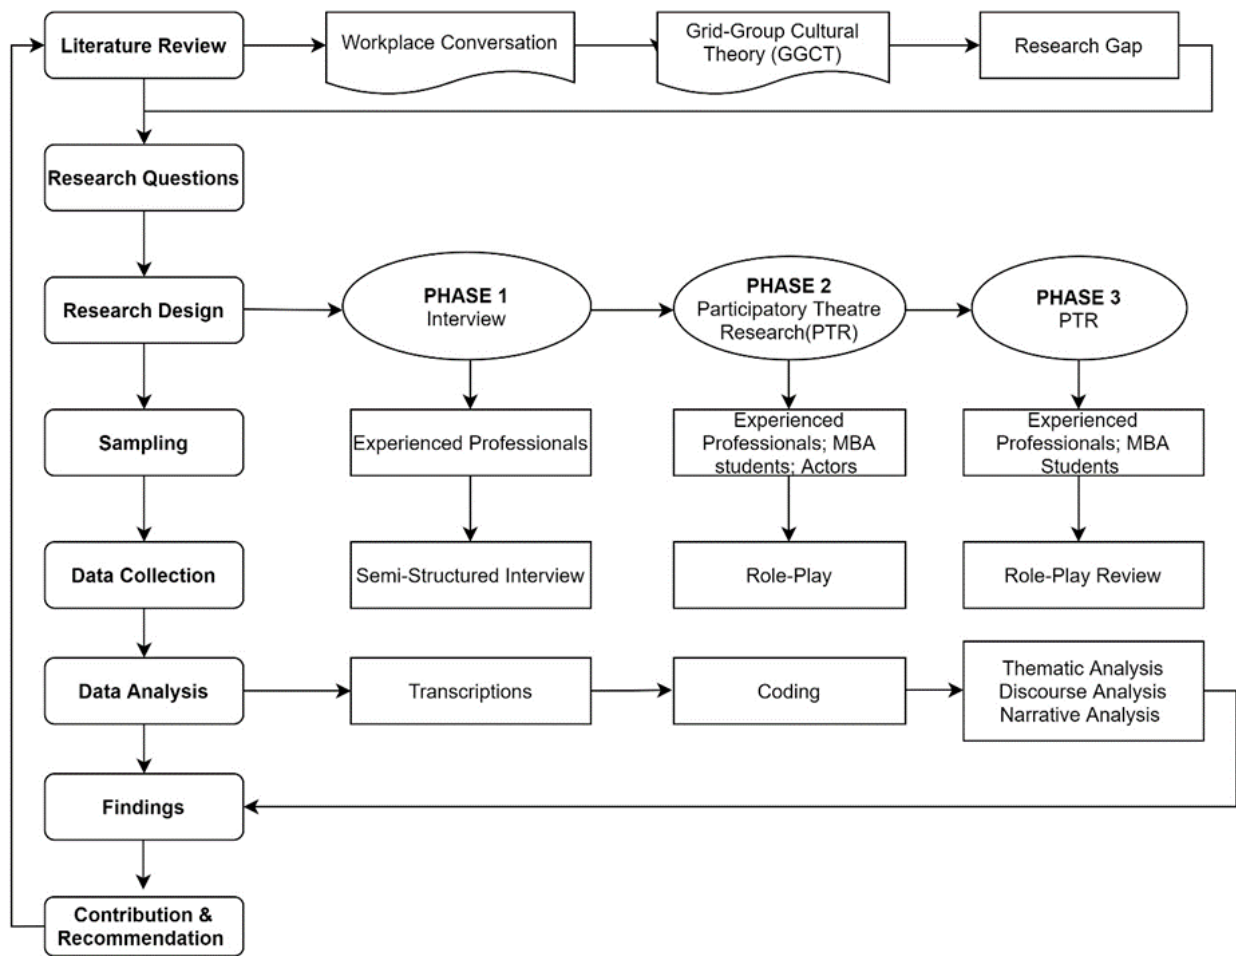 Literature Review
Workplace Conversation
Grid-Group Cultural
Theory (GGCT)
Research Gap
Research Questions
Research Design
PHASE 1
Interview
PHASE 2
Participatory Theatre
Research(PTR)
PHASE 3
PTR
Sampling
Experienced Professionals
Experienced
Professionals; MBA
students; Actors
Experienced
Professionals; MBA
Students
Data Collection
Semi-Structured Interview
Role-Play
Role-Play Review
Data Analysis
Transcriptions
Coding
Thematic Analysis
Discourse Analysis
Narrative Analysis
Findings
Contribution &
Recommendation